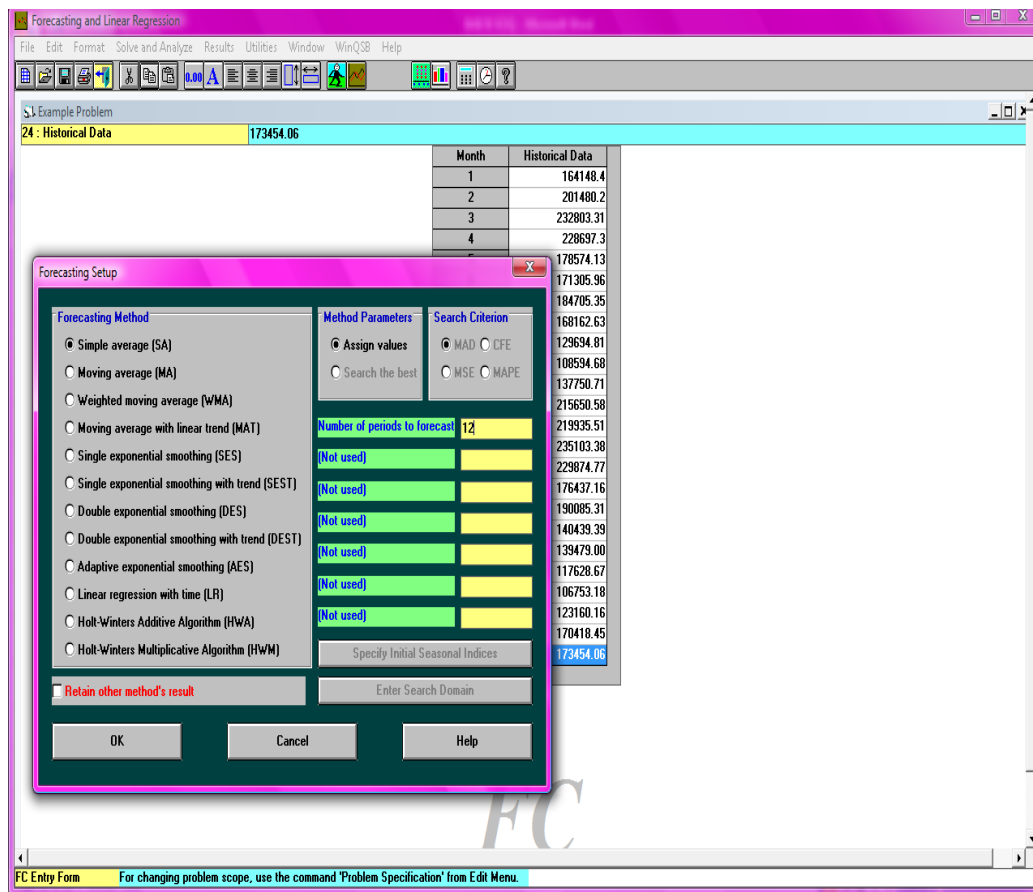 Forecasting and Linear Regression
File Edit Format Solve and Analyze Results Utilities Window WinQSB Help
0.00 A
Example Problem
24 : Historical Data 173454.06
Month Historical Data
1 164148.4
2 201480.2
3 232803.31
4 228697.3
178574.13
171305.96
184705.35
168162.63
129694.81
108594.68
137750.71
215650.58
219935.51
235103.38
229874.77
176437.16
190085.31
140439.39
139479.00
117628.67
106753.18
123160.16
170418.45
173454.06
Forecasting Setup
Forecasting Method
Simple average (SA)
Moving average (MA)
Weighted moving average (WMA)
Moving average with linear trend (MAT)
Single exponential smoothing (SES)
Single exponential smoothing with trend (SEST)
Double exponential smoothing (DES)
Double exponential smoothing with trend (DEST)
Adaptive exponential smoothing (AES)
Linear regression with time (LR)
Holt-Winters Additive Algorithm (HWA)
Holt-Winters Multiplicative Algorithm (HWM)
Retain other method's result
Method Parameters
Assign values
Search the best
Search Criterion
MAD CFE
MSE MAPE
Number of periods to forecast 12
(Not used)
(Not used)
(Not used)
(Not used)
(Not used)
(Not used)
Specify Initial Seasonal Indices
Enter Search Domain
OK Cancel Help
FC
FC Entry Form For changing problem scope, use the command 'Problem Specification' from Edit Menu.